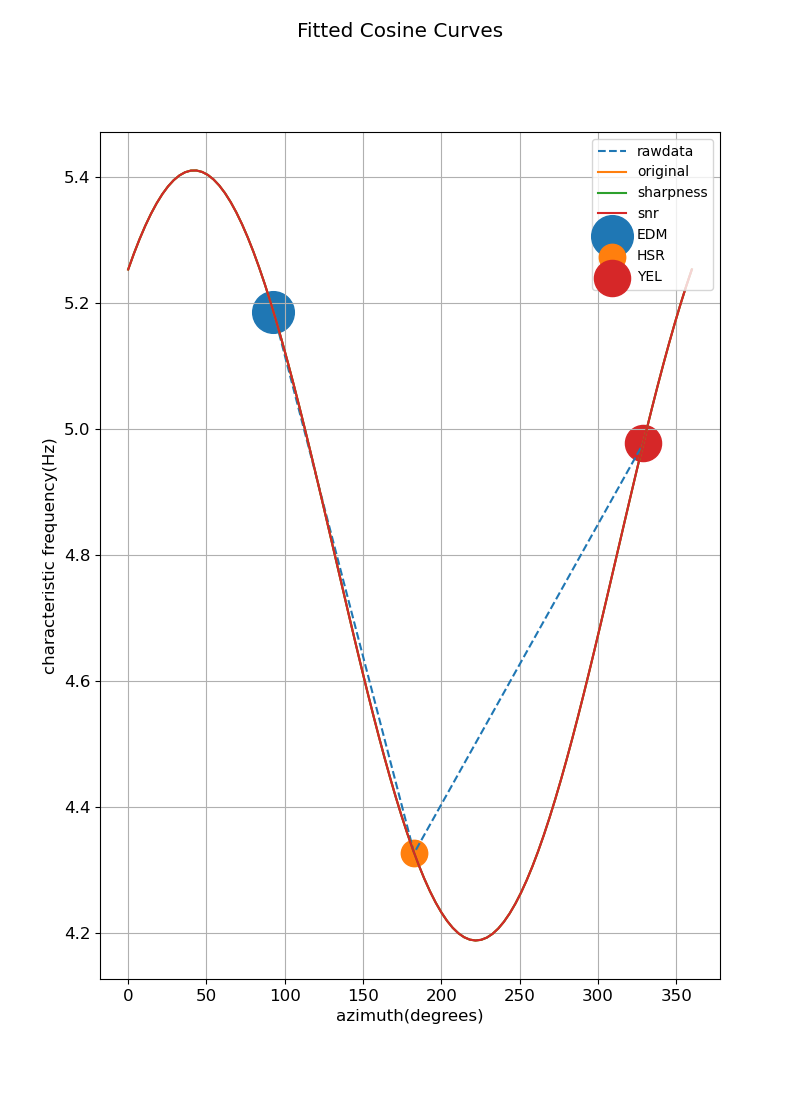 Fitted Cosine Curves
rawdata
original
sharpness
snr
EDM
HSR
YEL
5.4
5.2
5.0
4.8
4.6
4.4
4.2
characteristic frequency(Hz)
0 50 100 150 200 250 300 350
azimuth(degrees)